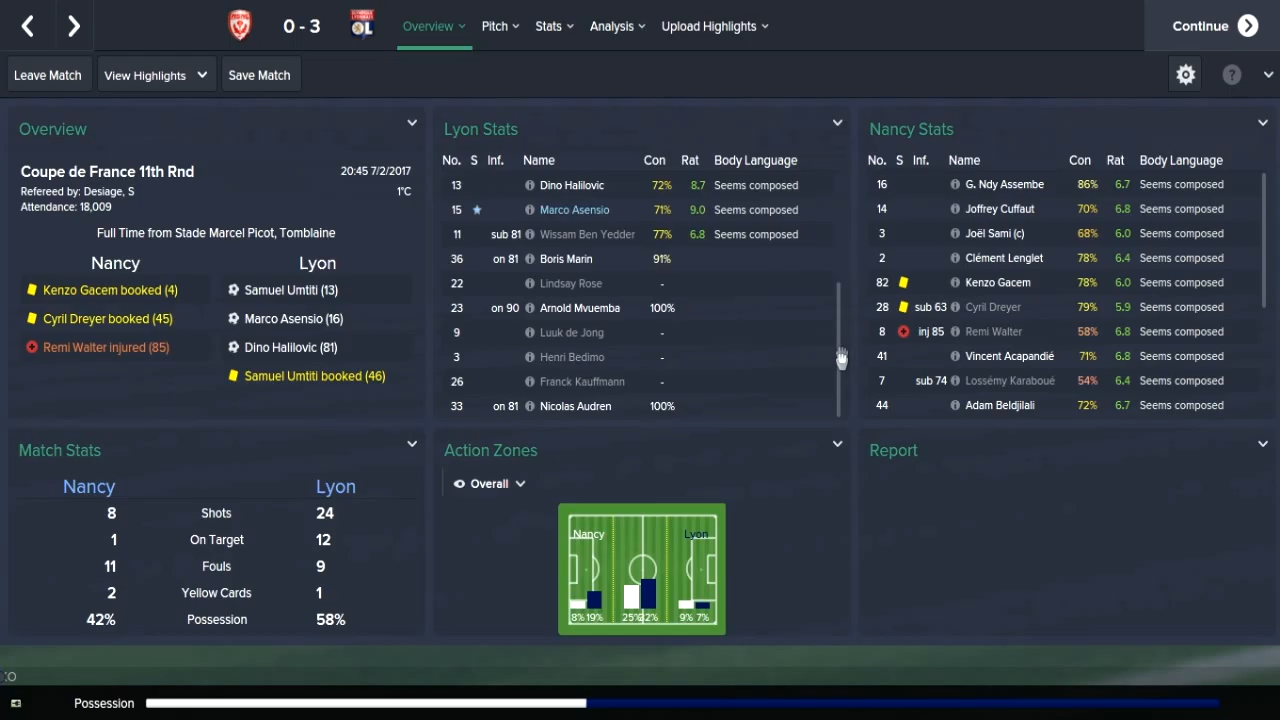 0 - 3
Overview
Pitch
Stats
Analysis
Upload Highlights
Continue
Leave Match
View Highlights
Save Match
?
Overview
Coupe de France 11th Rnd
20:45 7/2/2017
Refereed by: Desiage, S
1°C
Attendance: 18,009
Full Time from Stade Marcel Picot, Tomblaine
Nancy
Kenzo Gacem booked (4)
Cyril Dreyer booked (45)
Remi Walter injured (85)
Lyon
Samuel Umtiti (13)
Marco Asensio (16)
Dino Halilovic (81)
Samuel Umtiti booked (46)
Lyon Stats
No. S Inf. Name Con Rat Body Language
13 Dino Halilovic 72% 8.7 Seems composed
15 Marco Asensio 71% 9.0 Seems composed
11 sub 81 Wissam Ben Yedder 77% 6.8 Seems composed
36 on 81 Boris Marin 91%
22 Lindsay Rose -
23 on 90 Arnold Mvuemba 100%
9 Luuk de Jong -
3 Henri Bedimo -
26 Franck Kauffmann -
33 on 81 Nicolas Audren 100%
Nancy Stats
No. S Inf. Name Con Rat Body Language
16 G. Ndy Assembe 86% 6.7 Seems composed
14 Joffrey Cuffaut 70% 6.8 Seems composed
3 Joël Sami (c) 68% 6.0 Seems composed
2 Clément Lenglet 78% 6.4 Seems composed
82 Kenzo Gacem 78% 6.0 Seems composed
28 sub 63 Cyril Dreyer 79% 5.9 Seems composed
8 inj 85 Remi Walter 58% 6.8 Seems composed
41 Vincent Acapandié 71% 6.8 Seems composed
7 sub 74 Lossémy Karaboué 54% 6.4 Seems composed
44 Adam Beldjilali 72% 6.7 Seems composed
Match Stats
Nancy Lyon
8 Shots 24
1 On Target 12
11 Fouls 9
2 Yellow Cards 1
42% Possession 58%
Action Zones
Overall
Nancy Lyon
8% 19% 25% 32% 9% 7%
Report
Possession